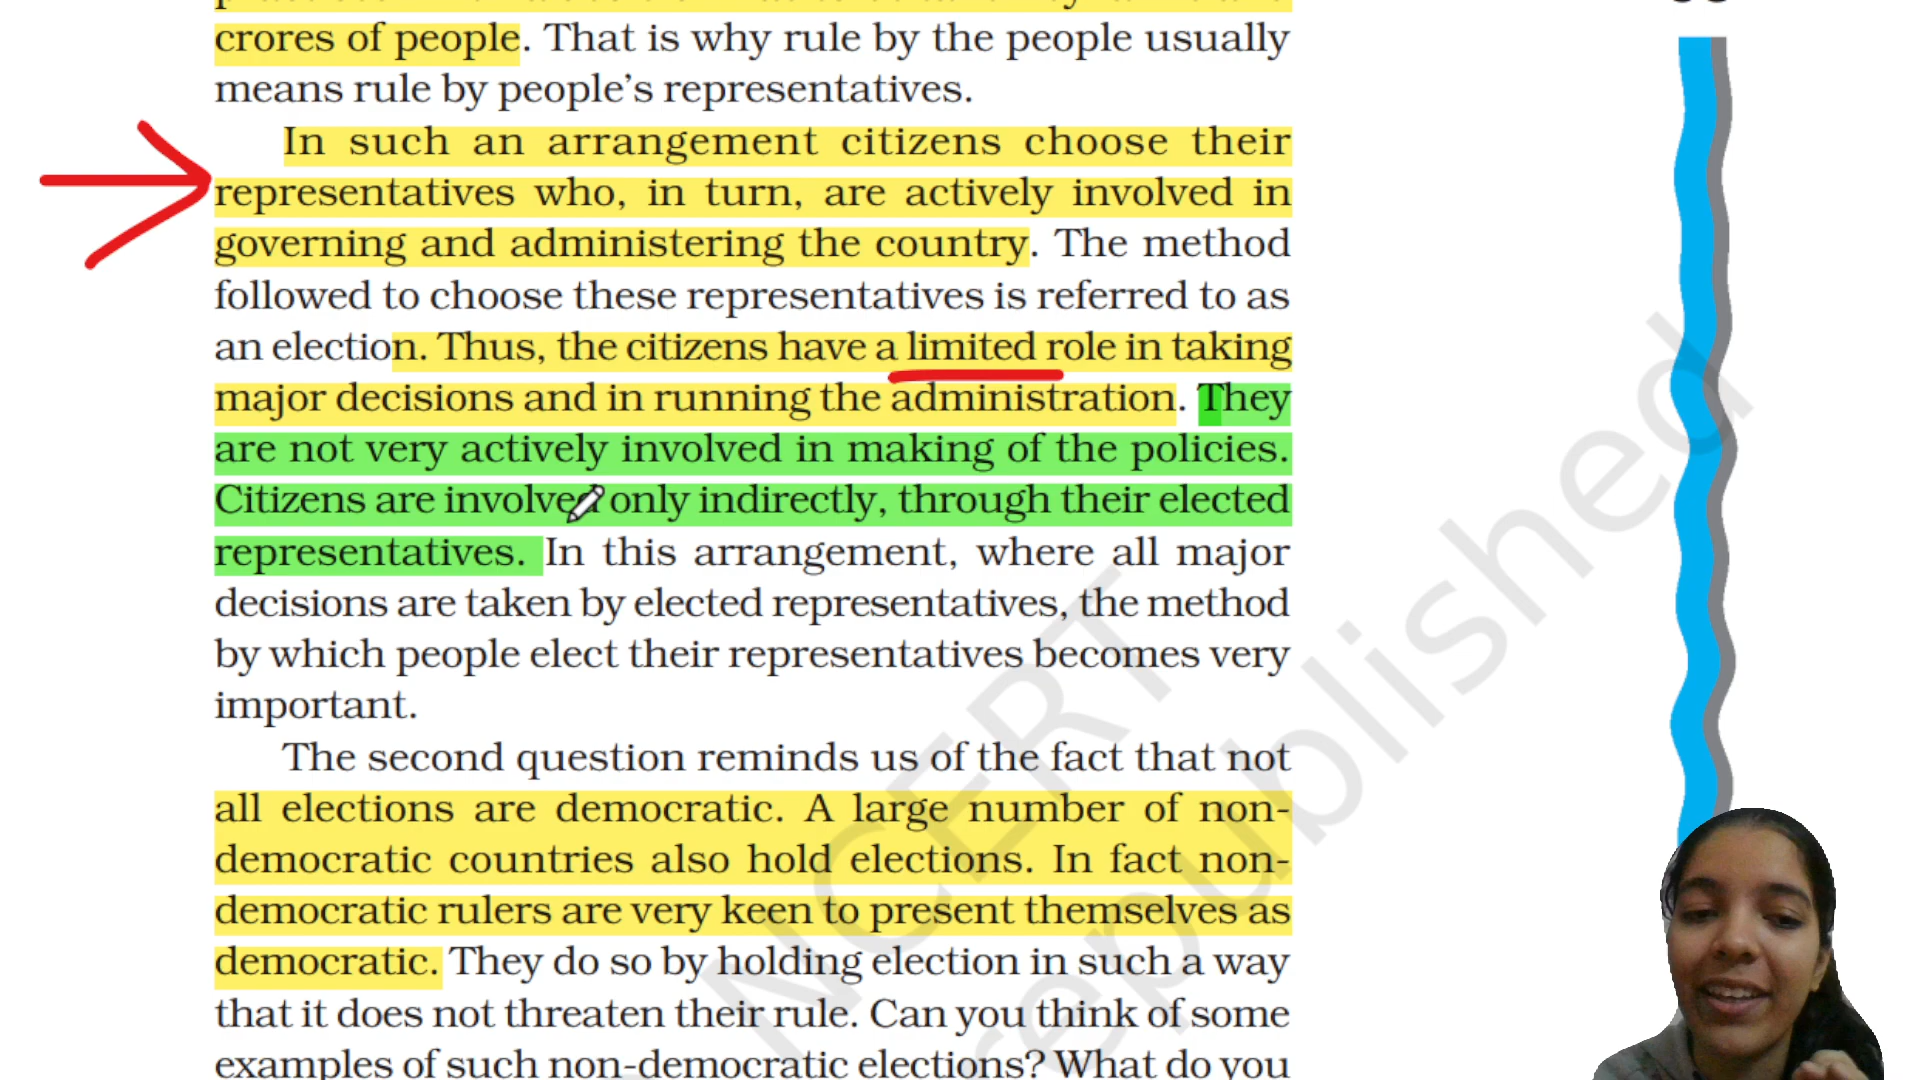 crores of people. That is why rule by the people usually
means rule by people’s representatives.
In such an arrangement citizens choose their
representatives who, in turn, are actively involved in
governing and administering the country. The method
followed to choose these representatives is referred to as
an election. Thus, the citizens have a limited role in taking
major decisions and in running the administration. They
are not very actively involved in making of the policies.
Citizens are involved only indirectly, through their elected
representatives. In this arrangement, where all major
decisions are taken by elected representatives, the method
by which people elect their representatives becomes very
important.
The second question reminds us of the fact that not
all elections are democratic. A large number of non-
democratic countries also hold elections. In fact non-
democratic rulers are very keen to present themselves as
democratic. They do so by holding election in such a way
that it does not threaten their rule. Can you think of some
examples of such non-democratic elections? What do you
NCERT
republished